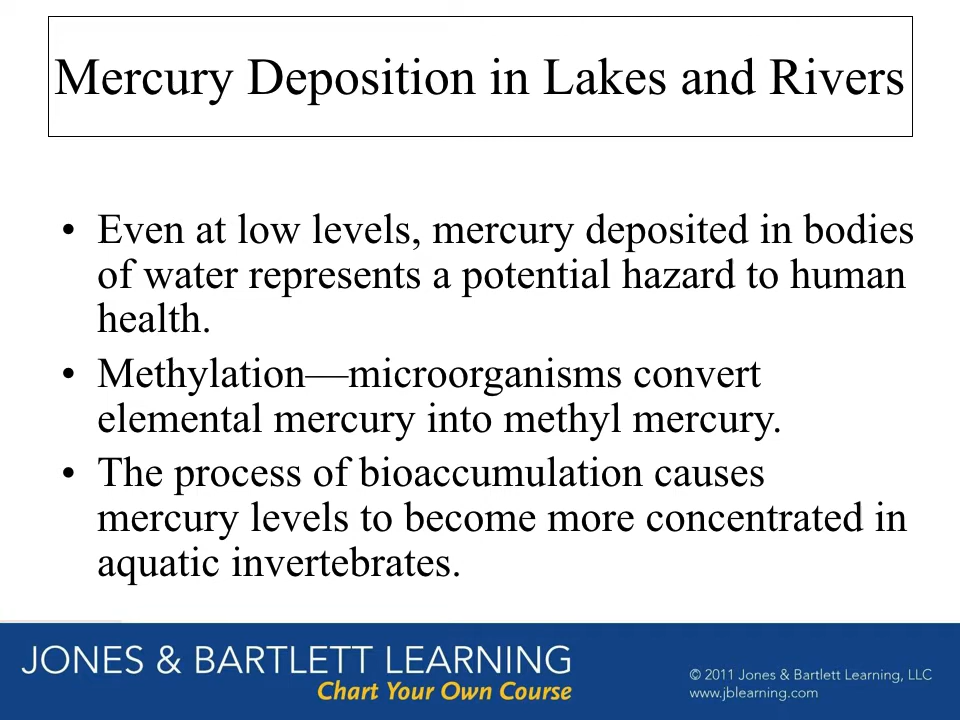 Mercury Deposition in Lakes and Rivers
• Even at low levels, mercury deposited in bodies
of water represents a potential hazard to human
health.
• Methylation—microorganisms convert
elemental mercury into methyl mercury.
• The process of bioaccumulation causes
mercury levels to become more concentrated in
aquatic invertebrates.
JONES & BARTLETT LEARNING
Chart Your Own Course
© 2011 Jones & Bartlett Learning, LLC
www.jblearning.com